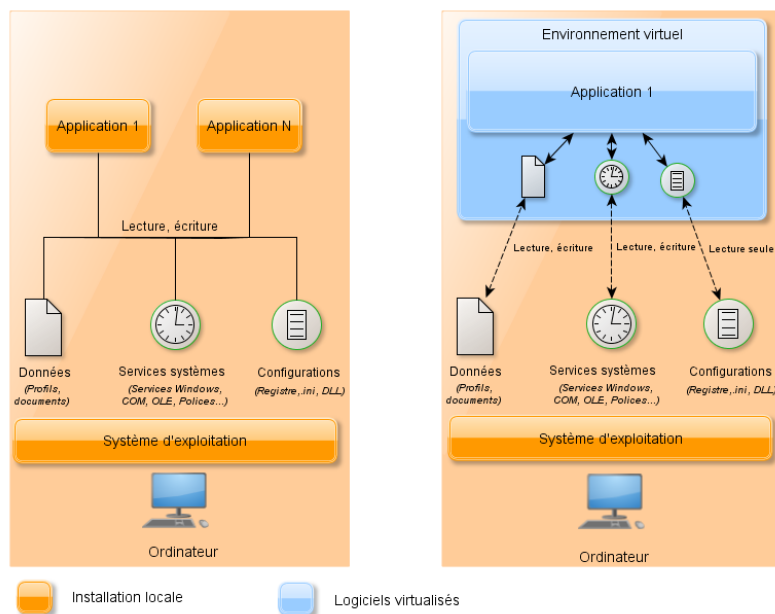 Application 1
Application N
Lecture, écriture
Données
(Profils,
documents)
Services systèmes
(Services Windows,
COM, OLE, Polices...)
Configurations
(Registre,.ini, DLL)
Système d'exploitation
Ordinateur
Environnement virtuel
Application 1
Lecture, écriture
Lecture, écriture
Lecture seule
Données
(Profils,
documents)
Services systèmes
(Services Windows,
COM, OLE, Polices...)
Configurations
(Registre,.ini, DLL)
Système d'exploitation
Ordinateur
Installation locale
Logiciels virtualisés